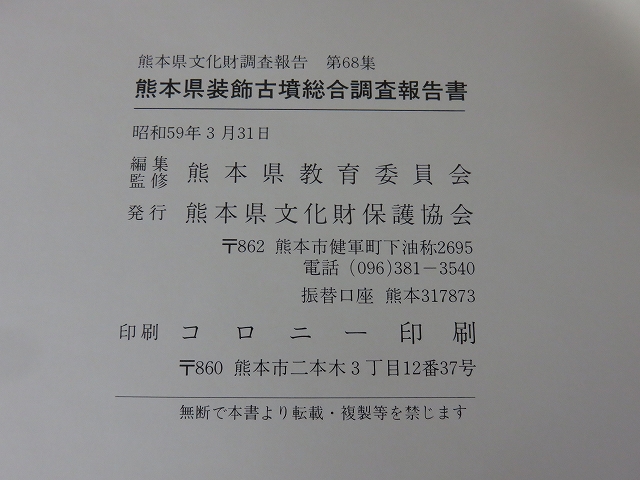 熊本県文化財調査報告 第68集
熊本県装飾古墳総合調査報告書
昭和59年3月31日
編集
監修 熊本県教育委員会
発行 熊本県文化財保護協会
〒862 熊本市健軍町下油称2695
電話(096)381-3540
振替口座 熊本317873
印刷 コロニー印刷
〒860 熊本市二本木3丁目12番37号
無断で本書より転載・複製等を禁じます